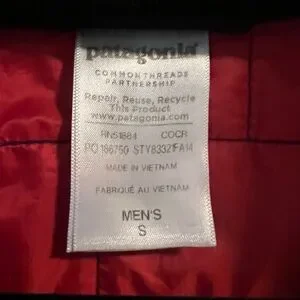 patagonia
COMMONTHREADS
PARTNERSHIP
Repair, Reuse, Recycle
This Product
www.patagonia.com
RN51884 COCR
PO 186750 STY83321FA14
MADE IN VIETNAM
FABRIQUÉ AU VIETNAM
MEN'S
S